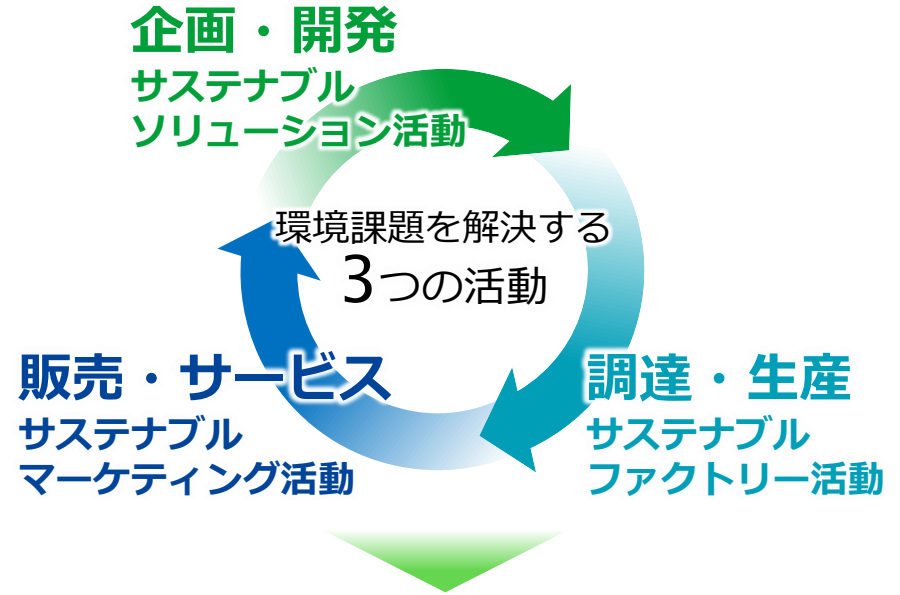 企画・開発
サステナブル
ソリューション活動
環境課題を解決する
3つの活動
販売・サービス
サステナブル
マーケティング活動
調達・生産
サステナブル
ファクトリー活動